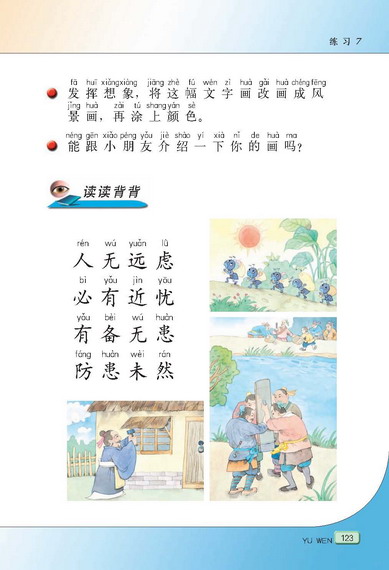 练习7
fā huī xiǎngxiàng jiāng zhè fú wén zì huà gǎi huà chéng fēng
发挥想象，将这幅文字画改画成风
jǐng huà zài tú shang yán sè
景画，再涂上颜色。
néng gēn xiǎo péng yǒu jiè shào yí xià nǐ de huà ma
能跟小朋友介绍一下你的画吗？
读读背背
rén wú yuǎn lǜ
人无远虑
bì yǒu jìn yōu
必有近忧
yǒu bèi wú huàn
有备无患
fáng huàn wèi rán
防患未然
YU WEN 123